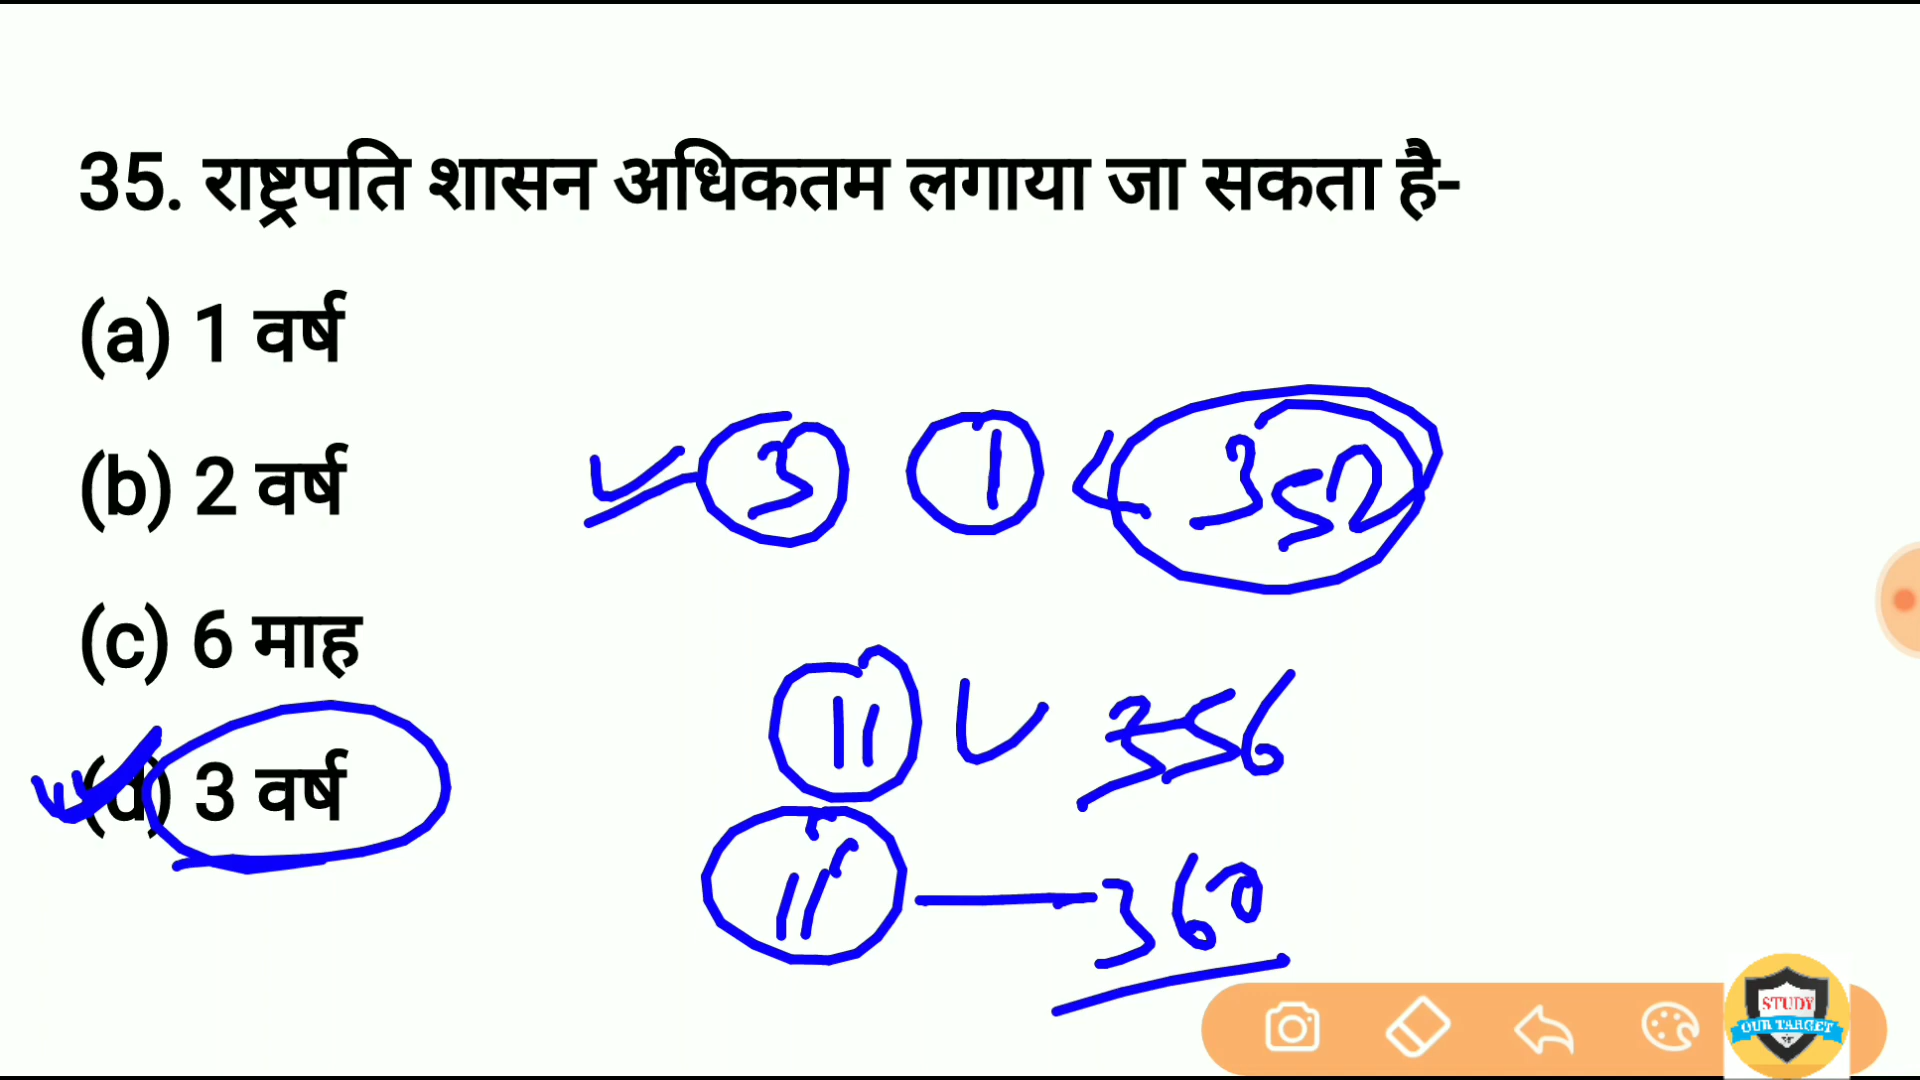 35. राष्ट्रपति शासन अधिकतम लगाया जा सकता है-
(a) 1 वर्ष
3 1 352
(b) 2 वर्ष
(c) 6 माह
11 356
(d) 3 वर्ष
11 — 360
STUDY
OUR TARGET